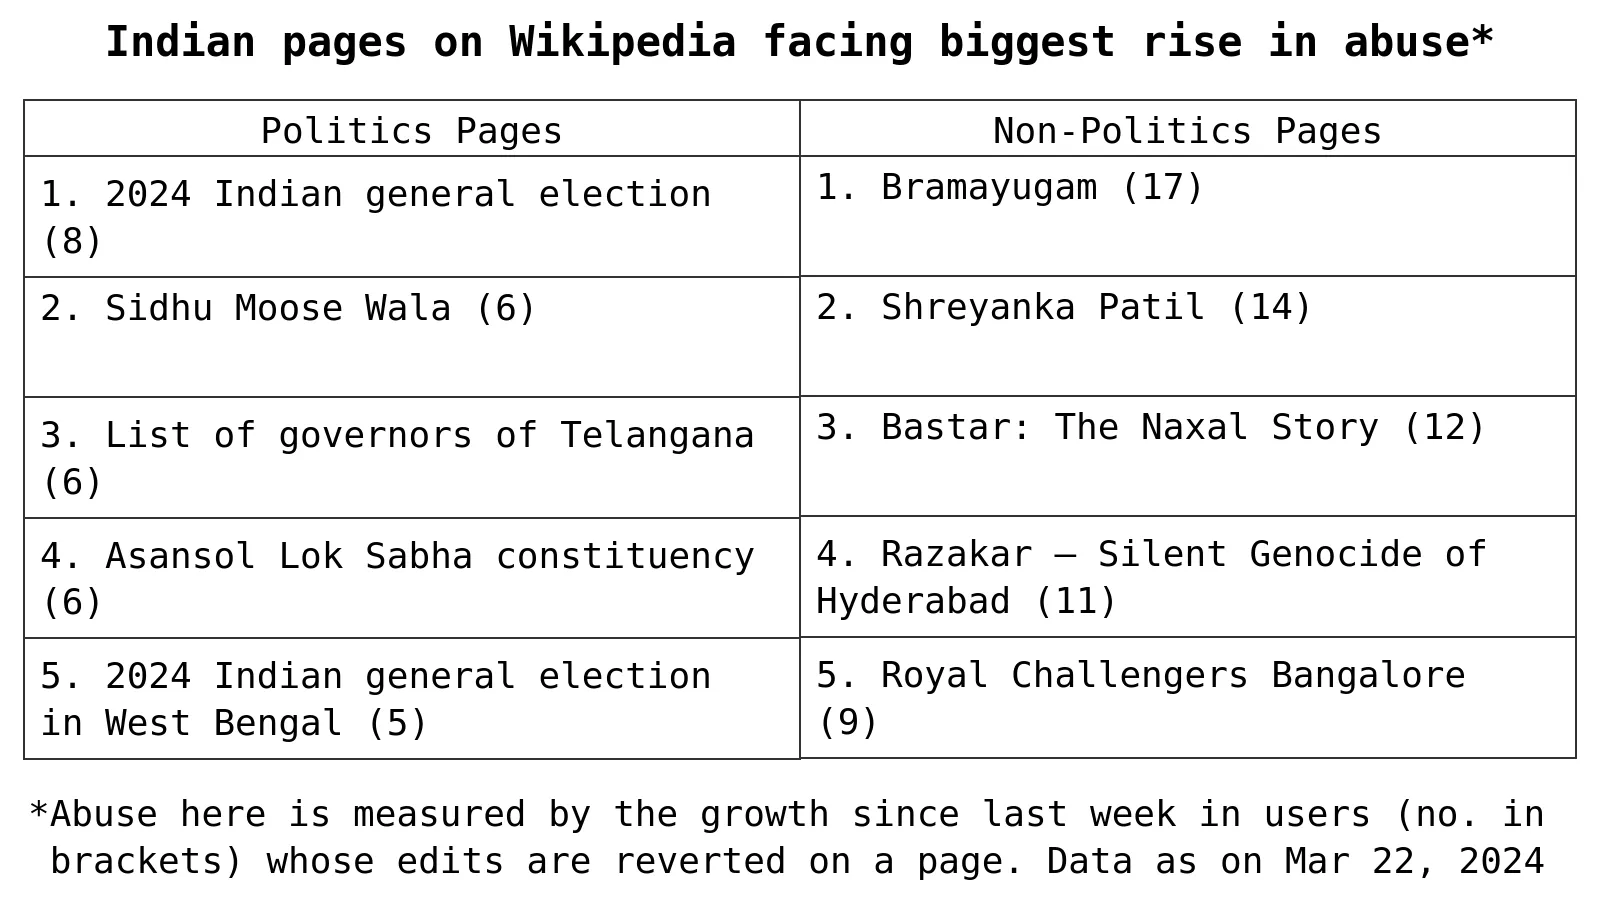 Indian pages on Wikipedia facing biggest rise in abuse*
Politics Pages
Non-Politics Pages
1. 2024 Indian general election
(8)
1. Bramayugam (17)
2. Sidhu Moose Wala (6)
2. Shreyanka Patil (14)
3. List of governors of Telangana
(6)
3. Bastar: The Naxal Story (12)
4. Asansol Lok Sabha constituency
(6)
4. Razakar – Silent Genocide of
Hyderabad (11)
5. 2024 Indian general election
in West Bengal (5)
5. Royal Challengers Bangalore
(9)
*Abuse here is measured by the growth since last week in users (no. in
brackets) whose edits are reverted on a page. Data as on Mar 22, 2024